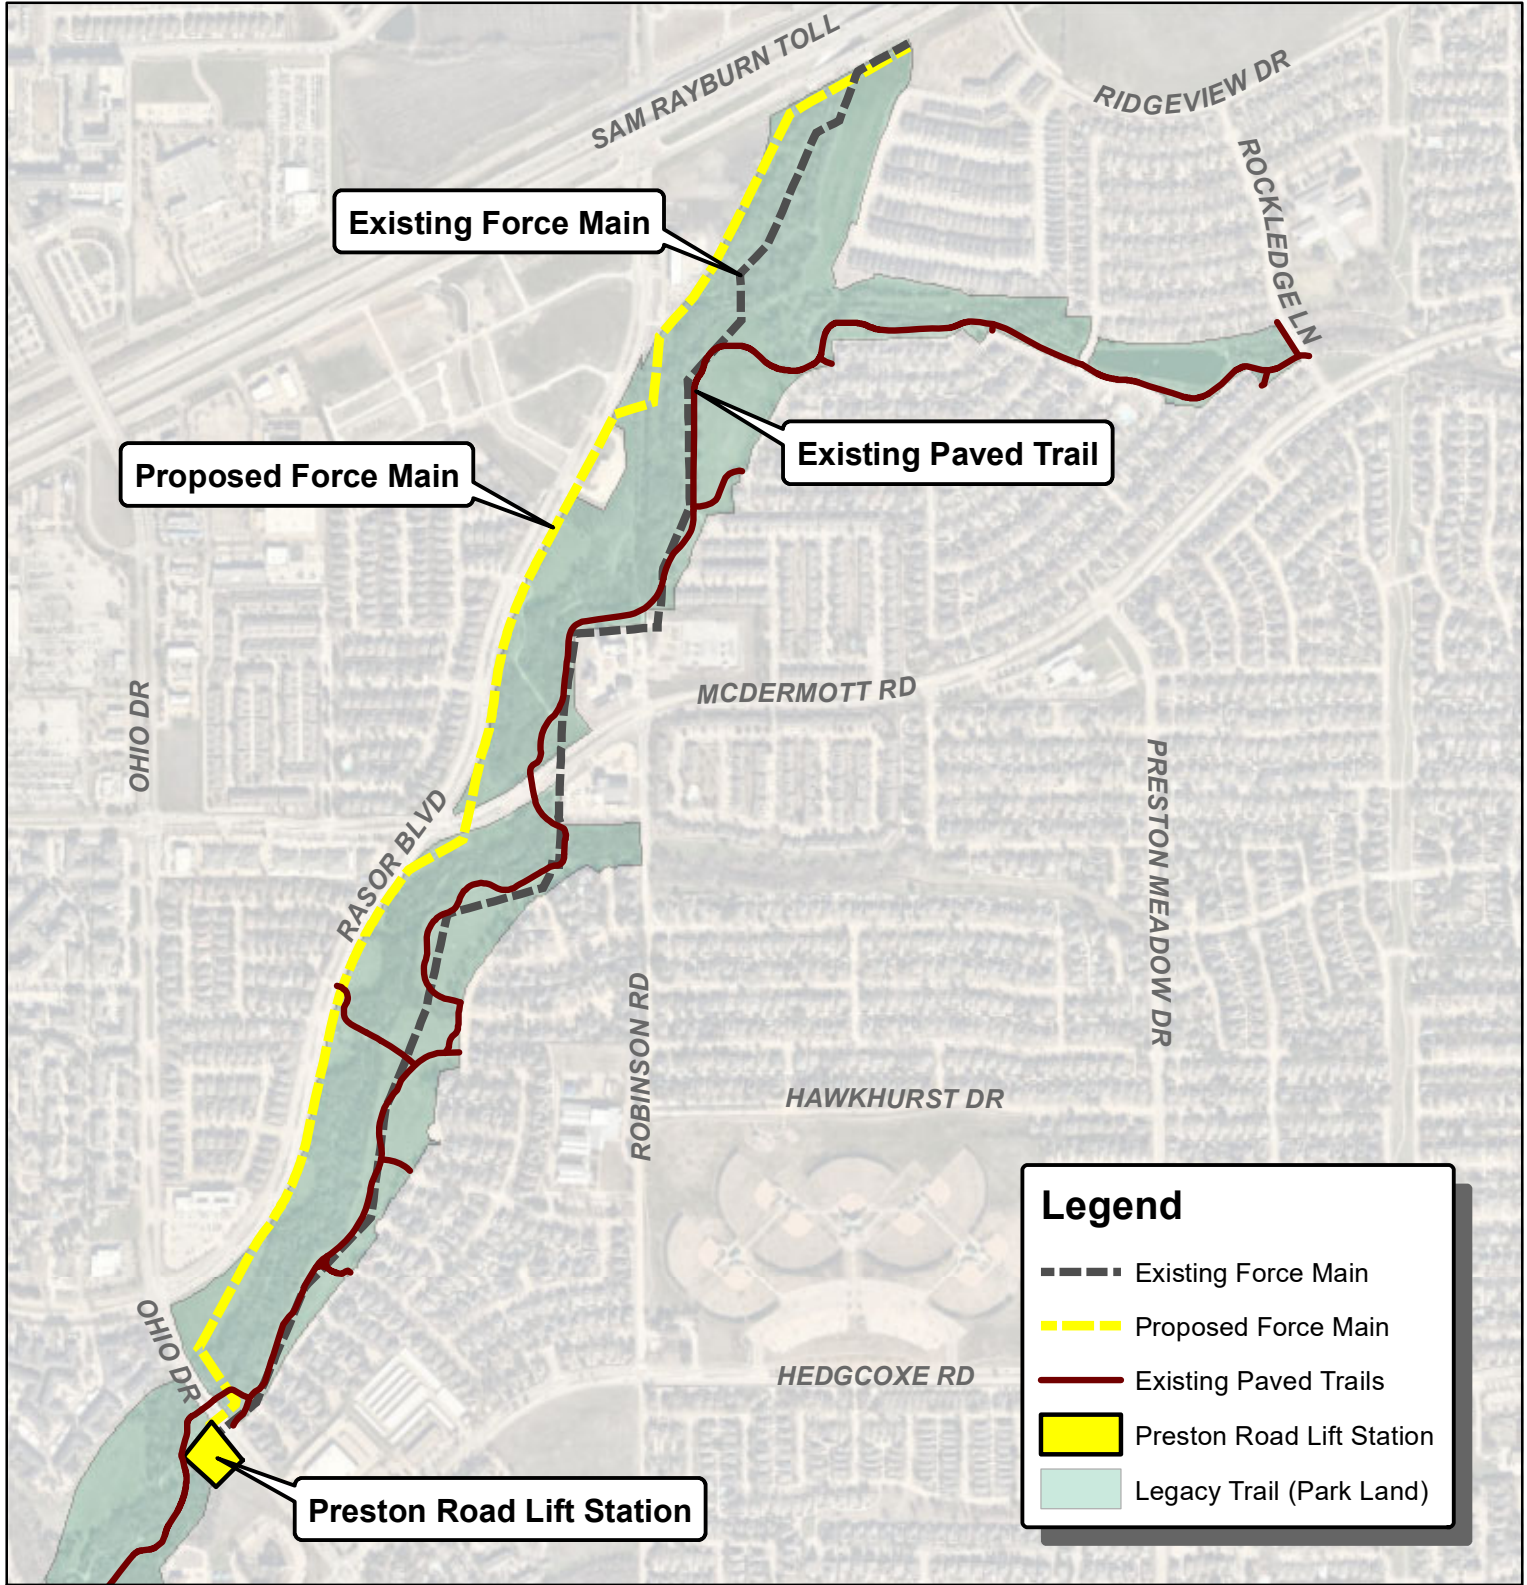 SAM RAYBURN TOLL
RIDGEVIEW DR
ROCKLEDGE LN
Existing Force Main
Existing Paved Trail
Proposed Force Main
MCDERMOTT RD
OHIO DR
PRESTON MEADOW DR
RASOR BLVD
ROBINSON RD
HAWKHURST DR
OHIO DR
HEDGCOXE RD
Preston Road Lift Station
Legend
Existing Force Main
Proposed Force Main
Existing Paved Trails
Preston Road Lift Station
Legacy Trail (Park Land)